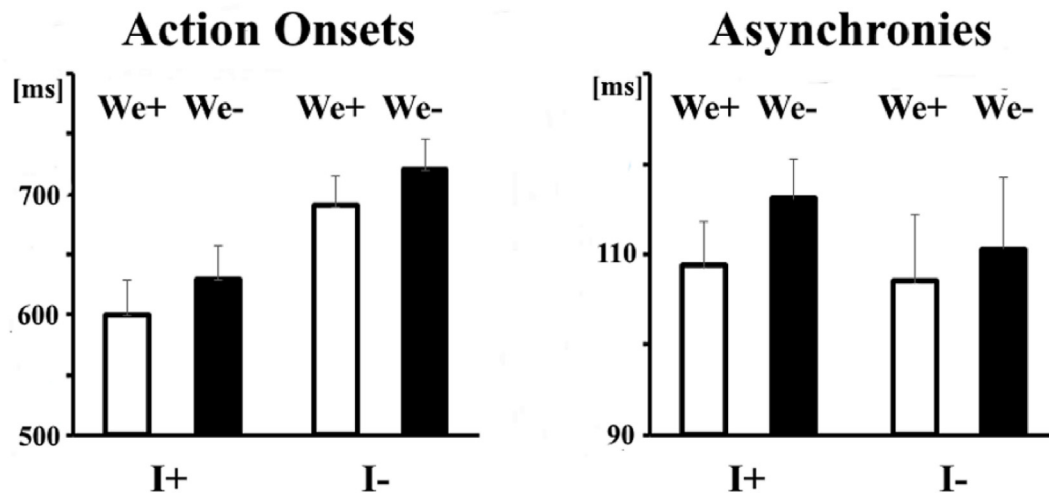 Action Onsets
[ms]
We+ We-
We+ We-
700
600
500
I+
I-
Asynchronies
[ms]
We+ We-
We+ We-
110
90
I+
I-